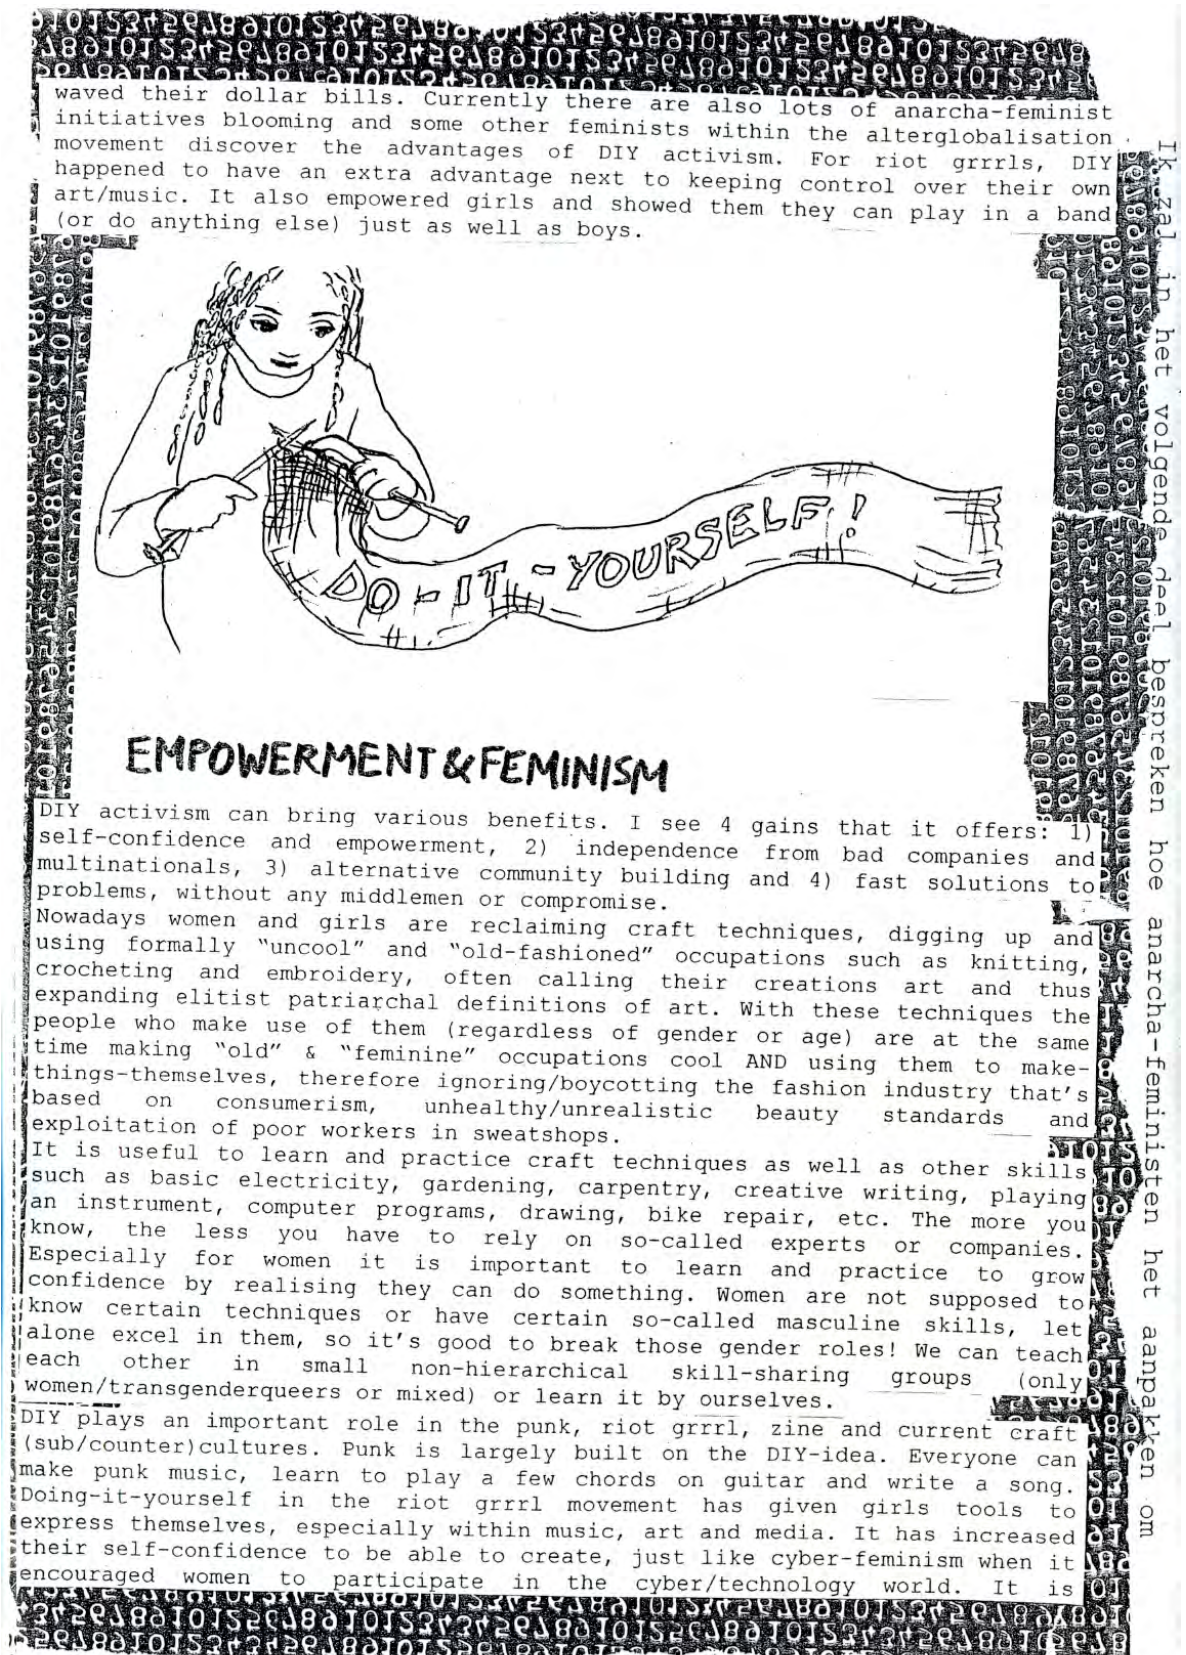 waved their dollar bills. Currently there are also lots of anarcha-feminist
initiatives blooming and some other feminists within the alterglobalisation
movement discover the advantages of DIY activism. For riot grrrls, DIY
happened to have an extra advantage next to keeping control over their own
art/music. It also empowered girls and showed them they can play in a band
(or do anything else) just as well as boys.
DO-IT-YOURSELF!
EMPOWERMENT & FEMINISM
DIY activism can bring various benefits. I see 4 gains that it offers: 1)
self-confidence and empowerment, 2) independence from bad companies and
multinationals, 3) alternative community building and 4) fast solutions to
problems, without any middlemen or compromise.
Nowadays women and girls are reclaiming craft techniques, digging up and
using formally "uncool" and "old-fashioned" occupations such as knitting,
crocheting and embroidery, often calling their creations art and thus
expanding elitist patriarchal definitions of art. With these techniques the
people who make use of them (regardless of gender or age) are at the same
time making "old" & "feminine" occupations cool AND using them to make-
things-themselves, therefore ignoring/boycotting the fashion industry that's
based on consumerism, unhealthy/unrealistic beauty standards and
exploitation of poor workers in sweatshops.
It is useful to learn and practice craft techniques as well as other skills
such as basic electricity, gardening, carpentry, creative writing, playing
an instrument, computer programs, drawing, bike repair, etc. The more you
know, the less you have to rely on so-called experts or companies.
Especially for women it is important to learn and practice to grow
confidence by realising they can do something. Women are not supposed to
know certain techniques or have certain so-called masculine skills, let
alone excel in them, so it's good to break those gender roles! We can teach
each other in small non-hierarchical skill-sharing groups (only
women/transgenderqueers or mixed) or learn it by ourselves.
DIY plays an important role in the punk, riot grrrl, zine and current craft
(sub/counter)cultures. Punk is largely built on the DIY-idea. Everyone can
make punk music, learn to play a few chords on guitar and write a song.
Doing-it-yourself in the riot grrrl movement has given girls tools to
express themselves, especially within music, art and media. It has increased
their self-confidence to be able to create, just like cyber-feminism when it
encouraged women to participate in the cyber/technology world. It is
Ik zal in het volgende deel bespreken hoe anarcha-feministen het aanpakken om